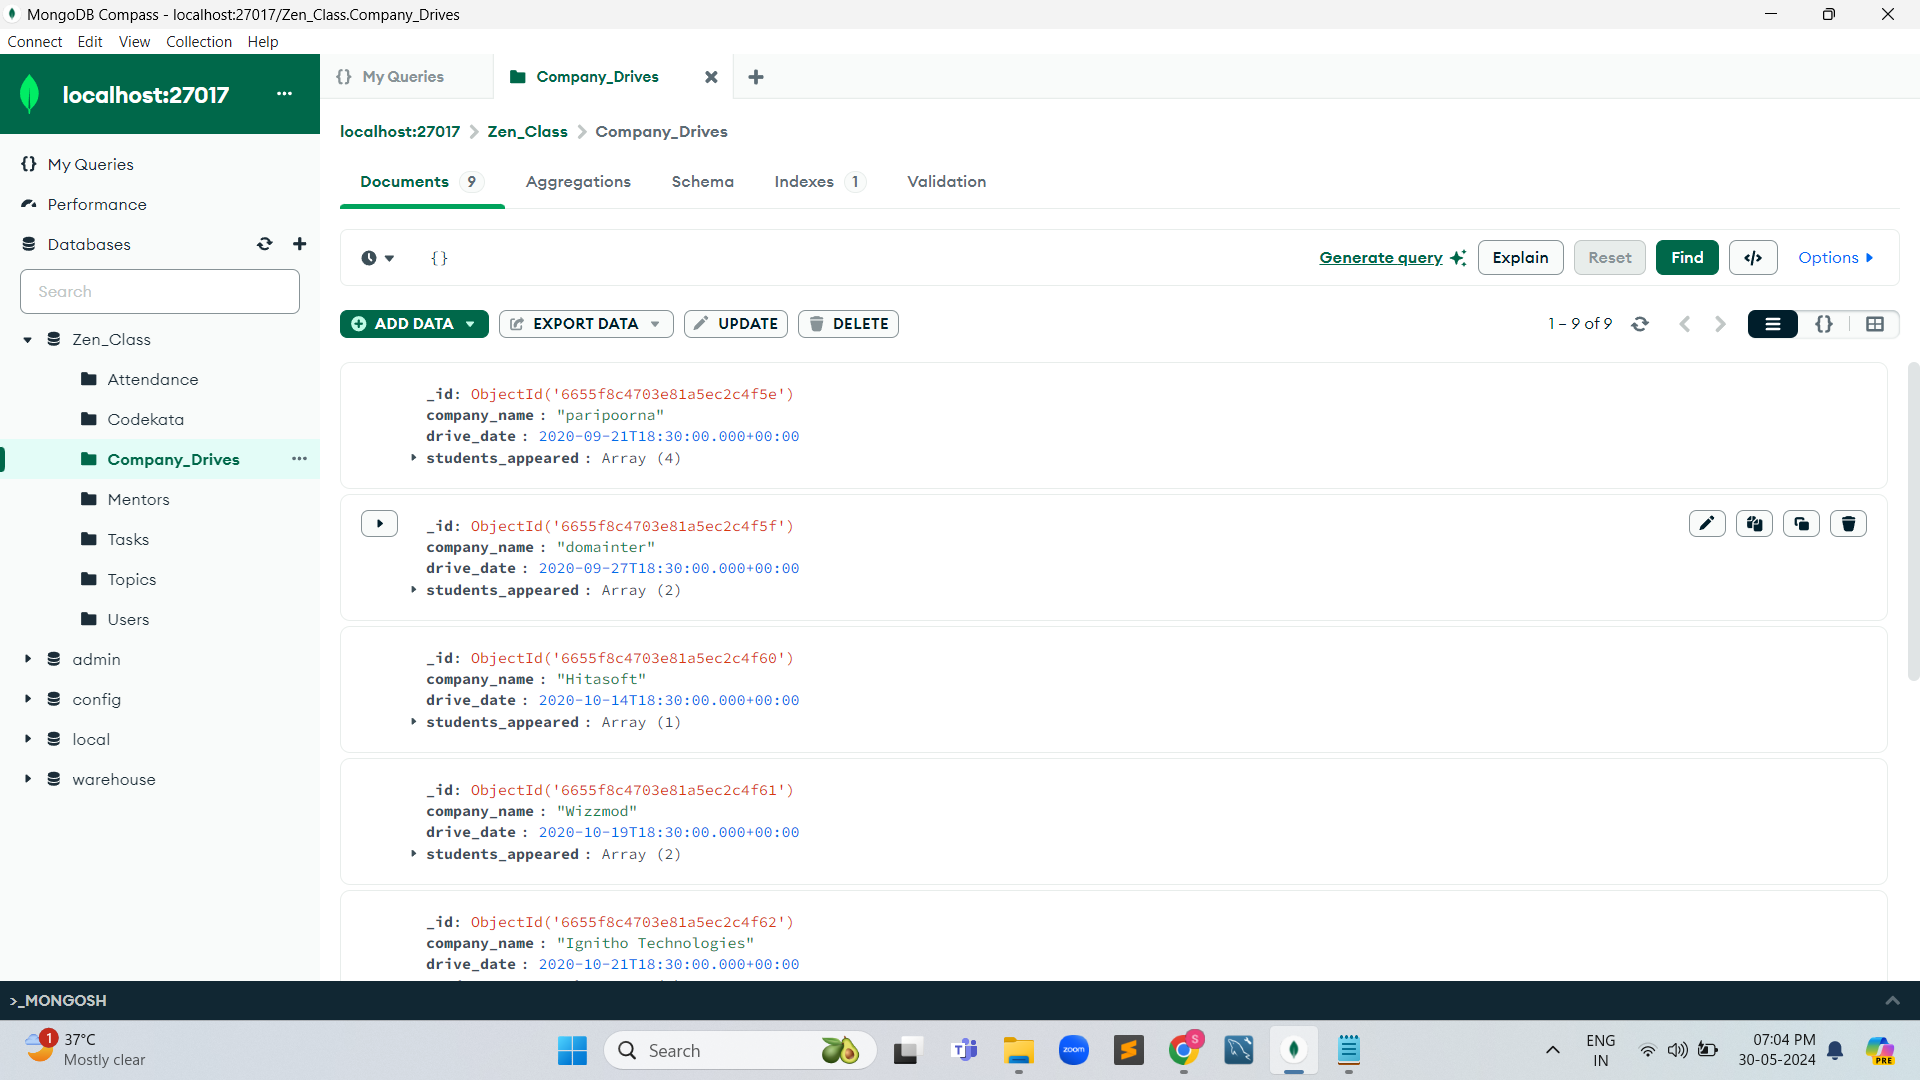 MongoDB Compass - localhost:27017/Zen_Class.Company_Drives
Connect Edit View Collection Help
localhost:27017 ...
My Queries
Performance
Databases
Search
Zen_Class
Attendance
Codekata
Company_Drives ...
Mentors
Tasks
Topics
Users
admin
config
local
warehouse
{} My Queries
Company_Drives
localhost:27017 > Zen_Class > Company_Drives
Documents 9 Aggregations Schema Indexes 1 Validation
{} Generate query Explain Reset Find </> Options
ADD DATA EXPORT DATA UPDATE DELETE 1 – 9 of 9 {}
_id: ObjectId('6655f8c4703e81a5ec2c4f5e')
company_name : "paripoorna"
drive_date : 2020-09-21T18:30:00.000+00:00
students_appeared : Array (4)
_id: ObjectId('6655f8c4703e81a5ec2c4f5f')
company_name : "domainter"
drive_date : 2020-09-27T18:30:00.000+00:00
students_appeared : Array (2)
_id: ObjectId('6655f8c4703e81a5ec2c4f60')
company_name : "Hitasoft"
drive_date : 2020-10-14T18:30:00.000+00:00
students_appeared : Array (1)
_id: ObjectId('6655f8c4703e81a5ec2c4f61')
company_name : "Wizzmod"
drive_date : 2020-10-19T18:30:00.000+00:00
students_appeared : Array (2)
_id: ObjectId('6655f8c4703e81a5ec2c4f62')
company_name : "Ignitho Technologies"
drive_date : 2020-10-21T18:30:00.000+00:00
>_MONGOSH
1
37°C
Mostly clear
Search
zoom
S
ENG
IN
07:04 PM
30-05-2024
PRE